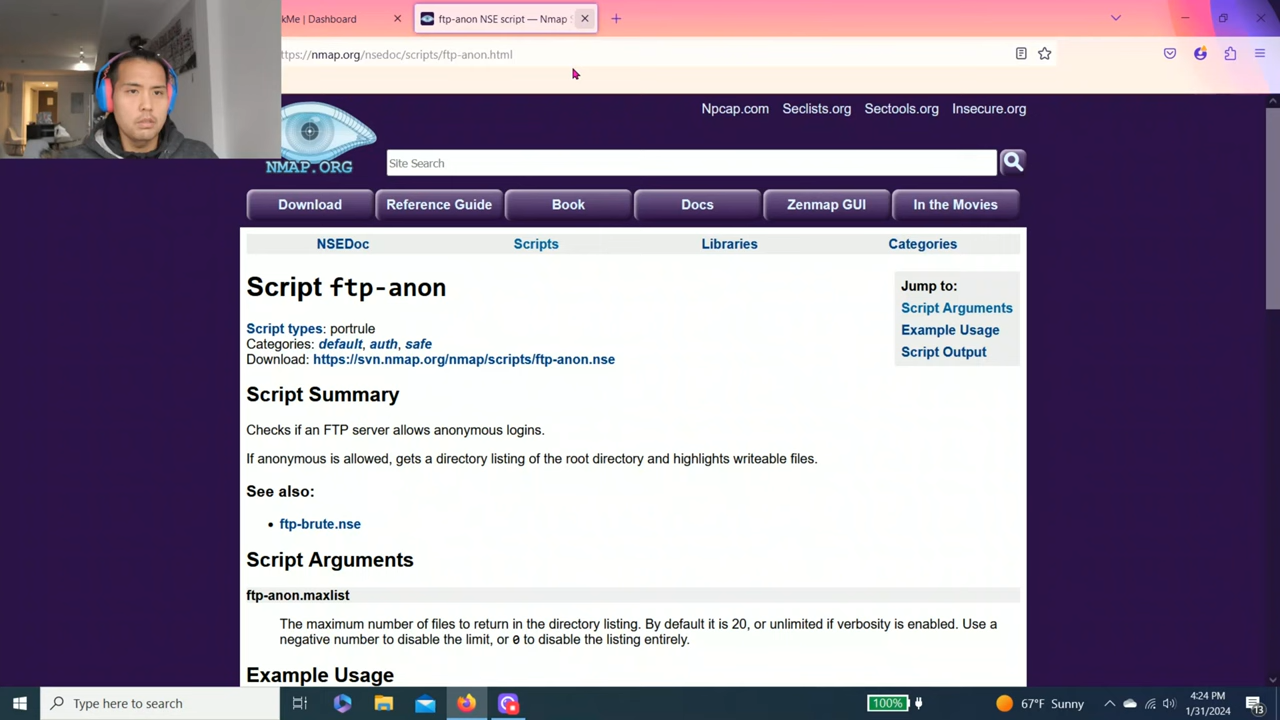 kMe | Dashboard
ftp-anon NSE script — Nmap
ttps://nmap.org/nsedoc/scripts/ftp-anon.html
Npcap.com Seclists.org Sectools.org Insecure.org
NMAP.ORG
Site Search
Download Reference Guide Book Docs Zenmap GUI In the Movies
NSEDoc Scripts Libraries Categories
Script ftp-anon
Jump to:
Script Arguments
Example Usage
Script Output
Script types: portrule
Categories: default, auth, safe
Download: https://svn.nmap.org/nmap/scripts/ftp-anon.nse
Script Summary
Checks if an FTP server allows anonymous logins.
If anonymous is allowed, gets a directory listing of the root directory and highlights writeable files.
See also:
• ftp-brute.nse
Script Arguments
ftp-anon.maxlist
The maximum number of files to return in the directory listing. By default it is 20, or unlimited if verbosity is enabled. Use a
negative number to disable the limit, or 0 to disable the listing entirely.
Example Usage
Type here to search
100%
67°F Sunny
4:24 PM
1/31/2024
13